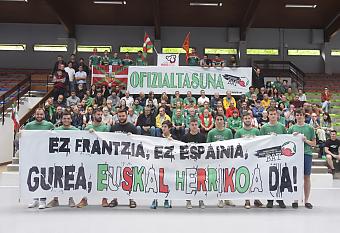 OFIZIALTASUNA
EZ FRANTZIA, EZ ESPAINIA,
GUREA, EUSKAL HERRIKOA DA!